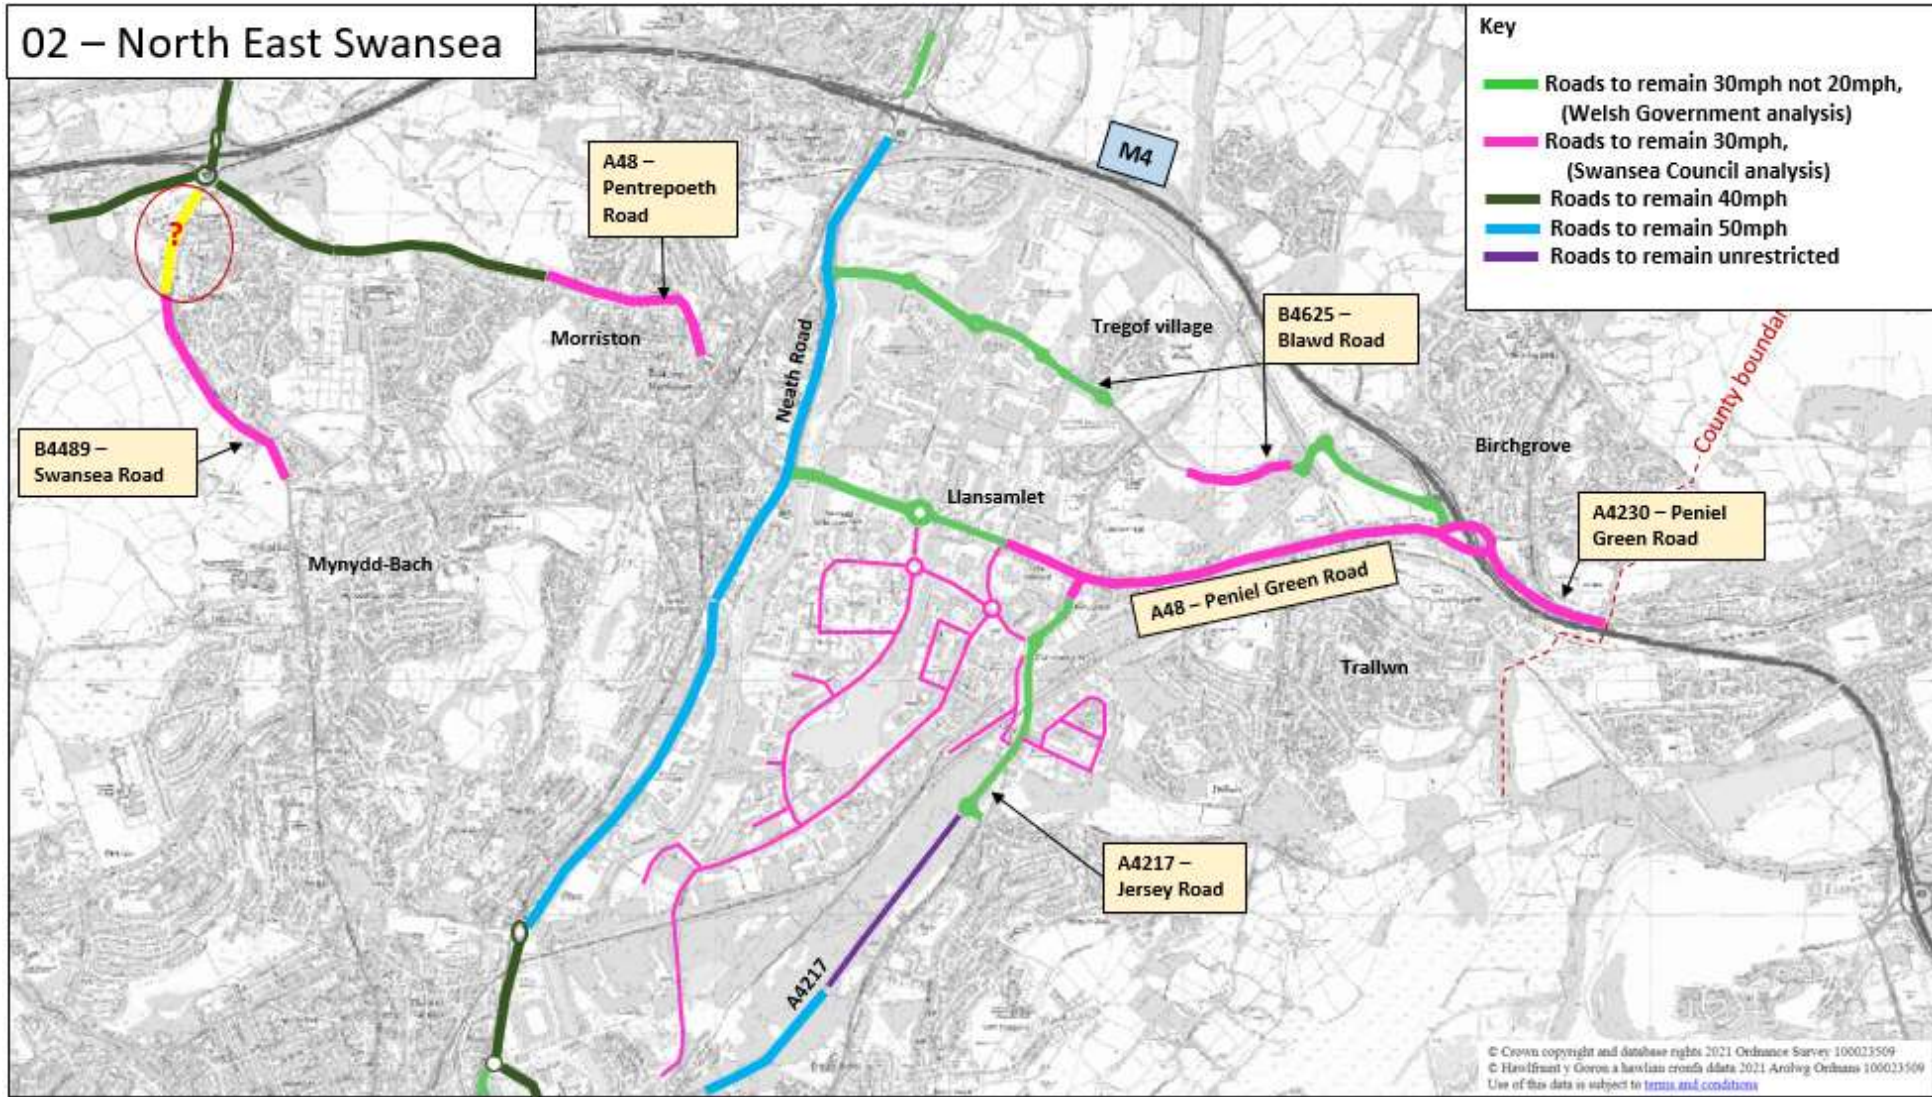 02 – North East Swansea
Key
Roads to remain 30mph not 20mph,
(Welsh Government analysis)
Roads to remain 30mph,
(Swansea Council analysis)
Roads to remain 40mph
Roads to remain 50mph
Roads to remain unrestricted
M4
A48 –
Pentrepoeth
Road
?
Morriston
Neath Road
Tregof village
B4625 –
Blawd Road
County boundar
B4489 –
Swansea Road
Birchgrove
Llansamlet
A4230 – Peniel
Green Road
Mynydd-Bach
A48 – Peniel Green Road
Trallwn
A4217 –
Jersey Road
A4217
© Crown copyright and database rights 2021 Ordnance Survey 100023509
© Hawlfraint y Goron a hawliau cronfa ddata 2021 Arolwg Ordnans 100023509
Use of this data is subject to terms and conditions